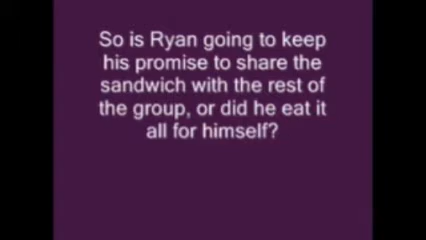 So is Ryan going to keep
his promise to share the
sandwich with the rest of
the group, or did he eat it
all for himself?